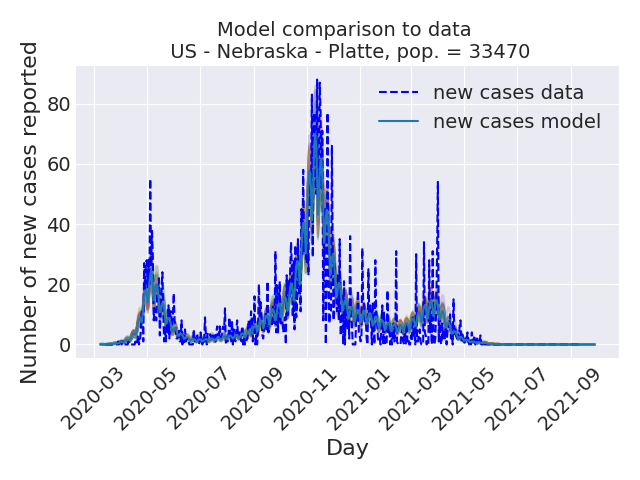 Model comparison to data
US - Nebraska - Platte, pop. = 33470
Number of new cases reported
80
60
40
20
0
new cases data
new cases model
2020-03
2020-05
2020-07
2020-09
2020-11
2021-01
2021-03
2021-05
2021-07
2021-09
Day